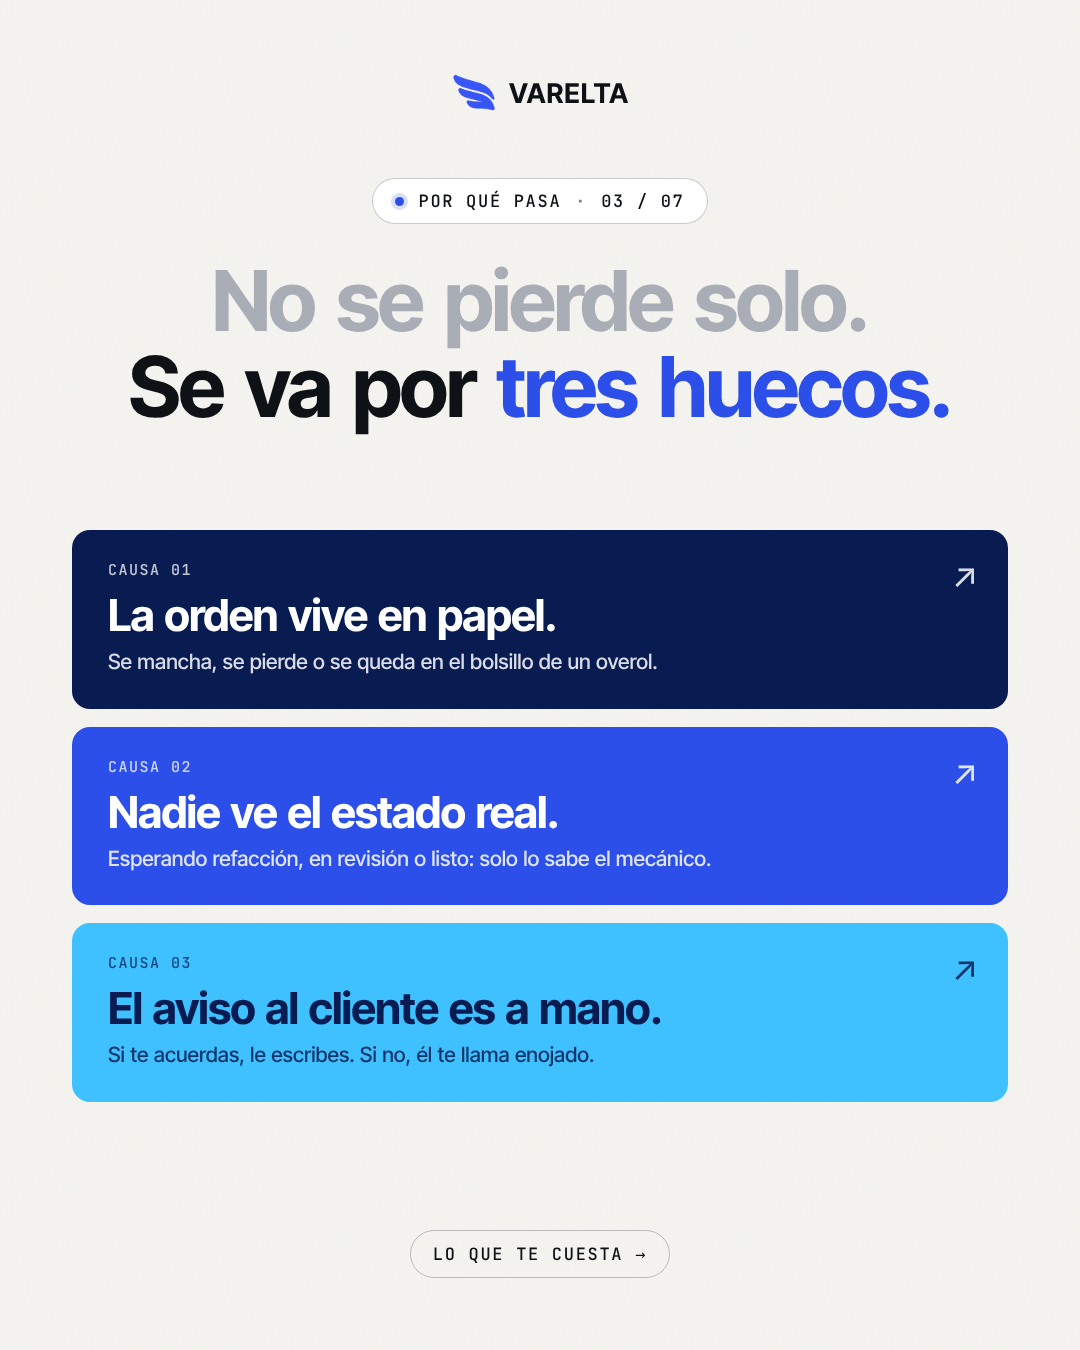 VARELTA
POR QUÉ PASA · 03 / 07
No se pierde solo.
Se va por tres huecos.
CAUSA 01
La orden vive en papel.
Se mancha, se pierde o se queda en el bolsillo de un overol.
CAUSA 02
Nadie ve el estado real.
Esperando refacción, en revisión o listo: solo lo sabe el mecánico.
CAUSA 03
El aviso al cliente es a mano.
Si te acuerdas, le escribes. Si no, él te llama enojado.
LO QUE TE CUESTA →